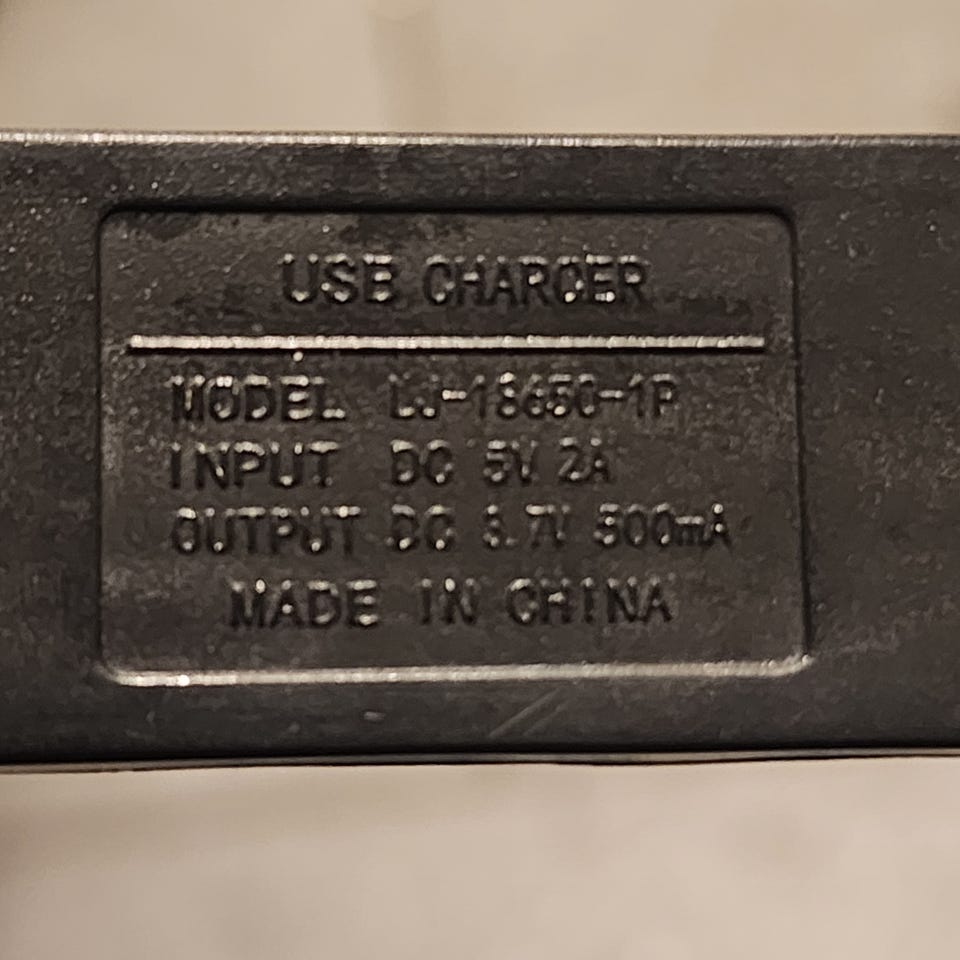 USB CHARGER
MODEL LJ-18650-1P
INPUT DC 5V 2A
OUTPUT DC 3.7V 500mA
MADE IN CHINA